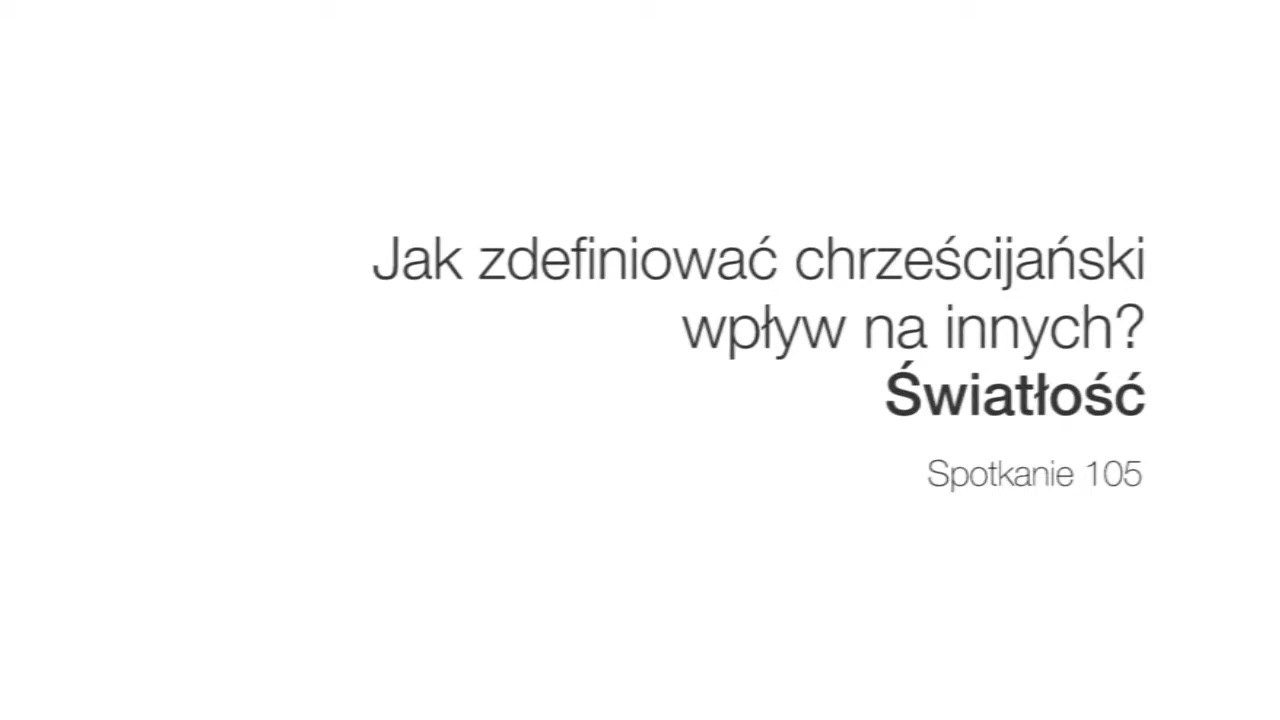 Jak zdefiniować chrześcijański
wpływ na innych?
Światłość
Spotkanie 105